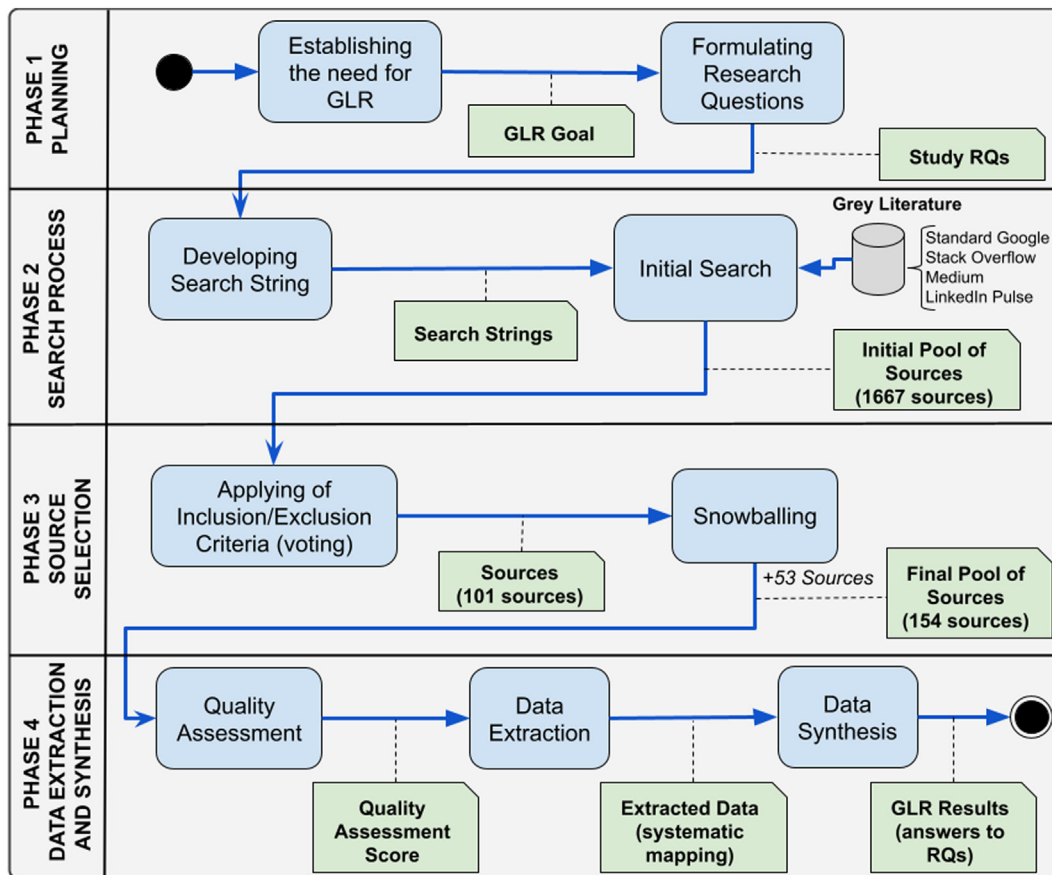 PHASE 1
PLANNING
Establishing
the need for
GLR
Formulating
Research
Questions
GLR Goal
Study RQs
PHASE 2
SEARCH PROCESS
Developing
Search String
Initial Search
Grey Literature
Standard Google
Stack Overflow
Medium
LinkedIn Pulse
Search Strings
Initial Pool of
Sources
(1667 sources)
PHASE 3
SOURCE
SELECTION
Applying of
Inclusion/Exclusion
Criteria (voting)
Snowballing
Sources
(101 sources)
+53 Sources
Final Pool of
Sources
(154 sources)
PHASE 4
DATA EXTRACTION
AND SYNTHESIS
Quality
Assessment
Data
Extraction
Data
Synthesis
Quality
Assessment
Score
Extracted Data
(systematic
mapping)
GLR Results
(answers to
RQs)